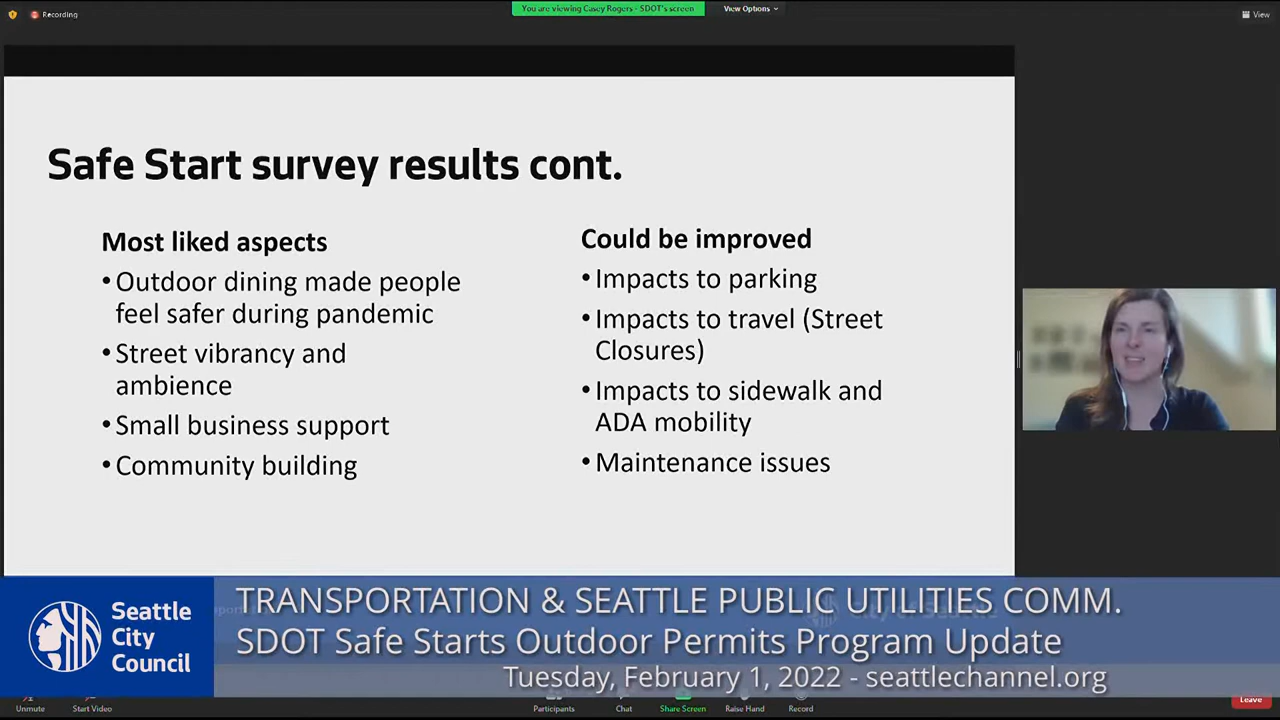 Recording
You are viewing Casey Rogers - SDOT's screen
View Options
View
Safe Start survey results cont.
Most liked aspects
• Outdoor dining made people
feel safer during pandemic
• Street vibrancy and
ambience
• Small business support
• Community building
Could be improved
• Impacts to parking
• Impacts to travel (Street
Closures)
• Impacts to sidewalk and
ADA mobility
• Maintenance issues
Seattle
City
Council
TRANSPORTATION & SEATTLE PUBLIC UTILITIES COMM.
SDOT Safe Starts Outdoor Permits Program Update
Tuesday, February 1, 2022 - seattlechannel.org
Unmute
Start Video
Participants
Chat
Share Screen
Raise Hand
Record
Leave